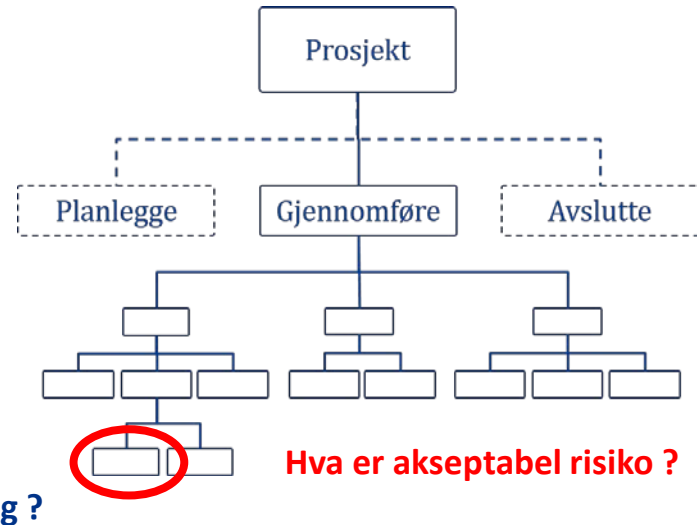 Prosjekt
Planlegge
Gjennomføre
Avslutte
Hva er akseptabel risiko ?
g ?